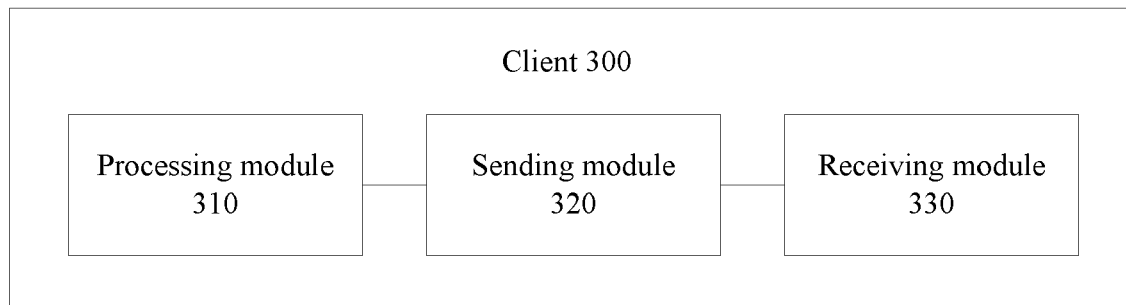 Client 300
Processing module
310
Sending module
320
Receiving module
330